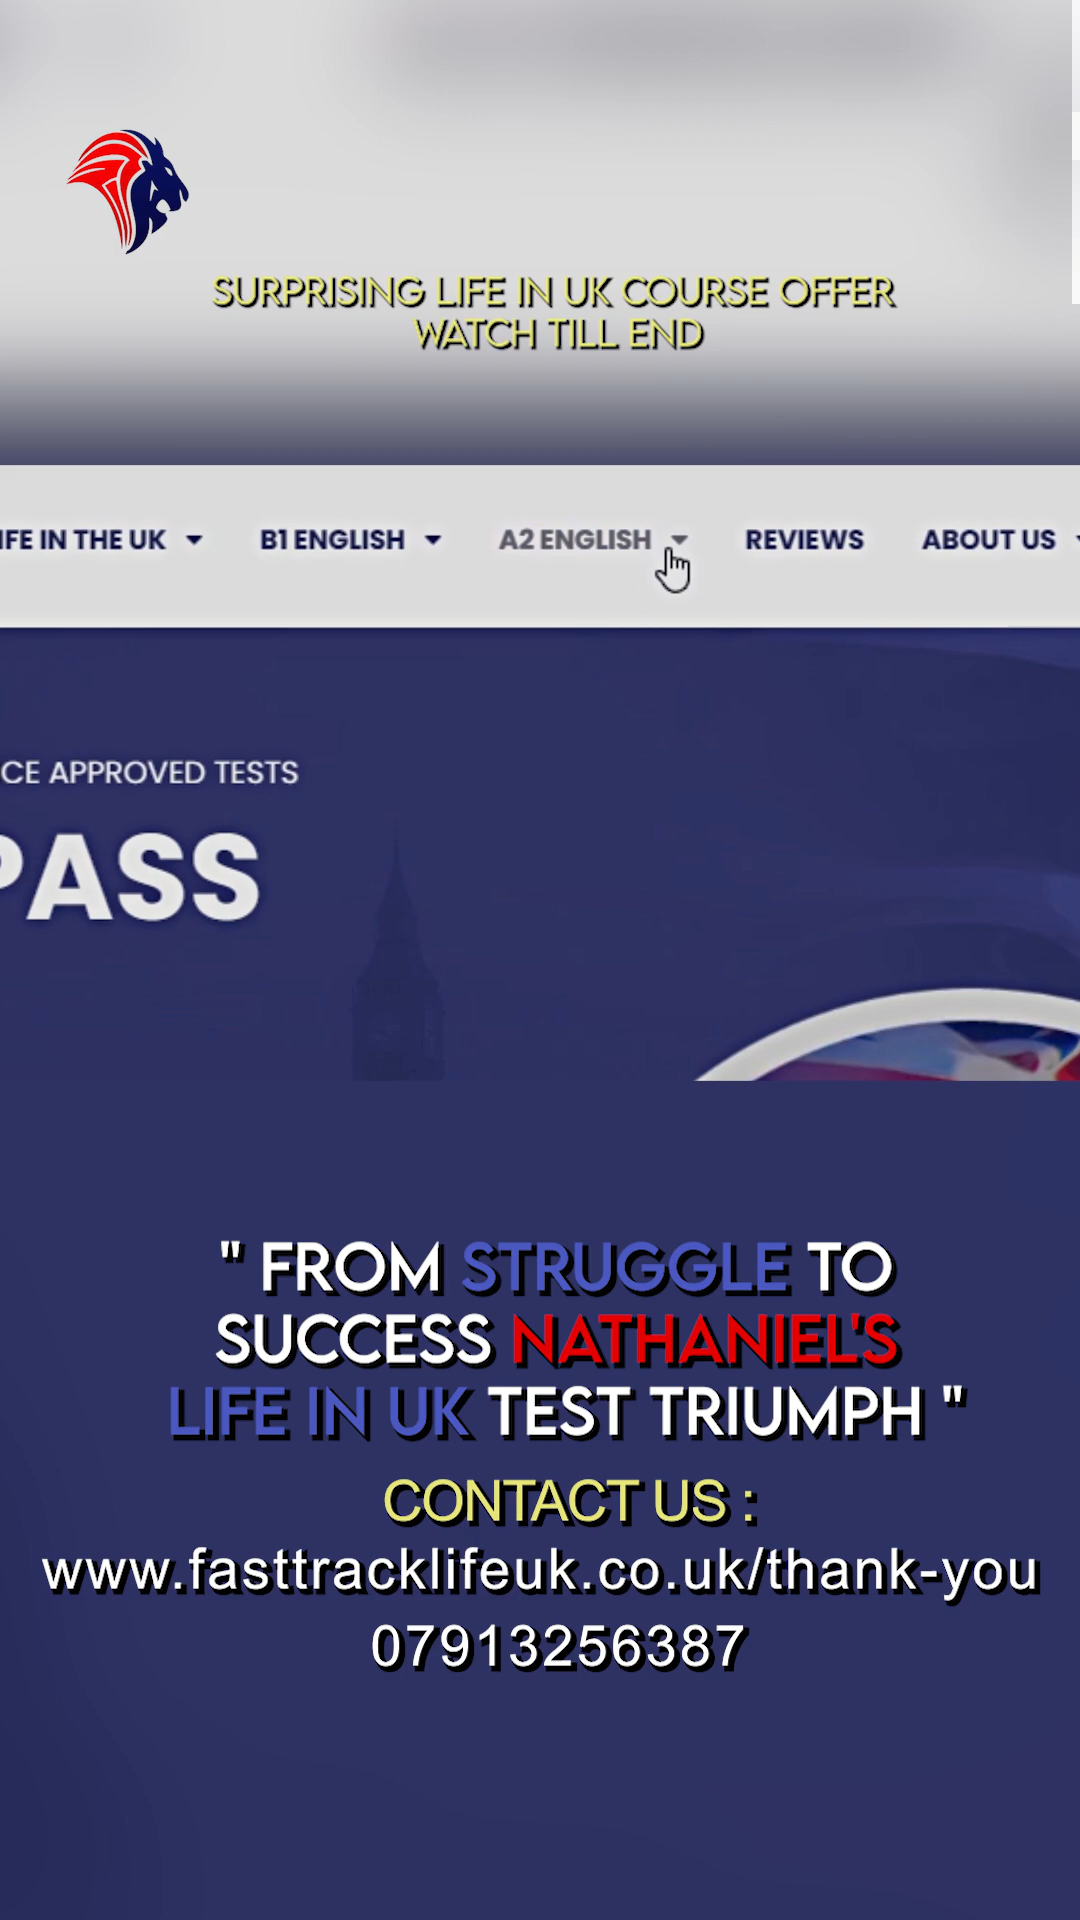 SURPRISING LIFE IN UK COURSE OFFER
WATCH TILL END
IFE IN THE UK B1 ENGLISH A2 ENGLISH REVIEWS ABOUT US
CE APPROVED TESTS
PASS
" FROM STRUGGLE TO
SUCCESS NATHANIEL'S
LIFE IN UK TEST TRIUMPH "
CONTACT US :
www.fasttracklifeuk.co.uk/thank-you
07913256387